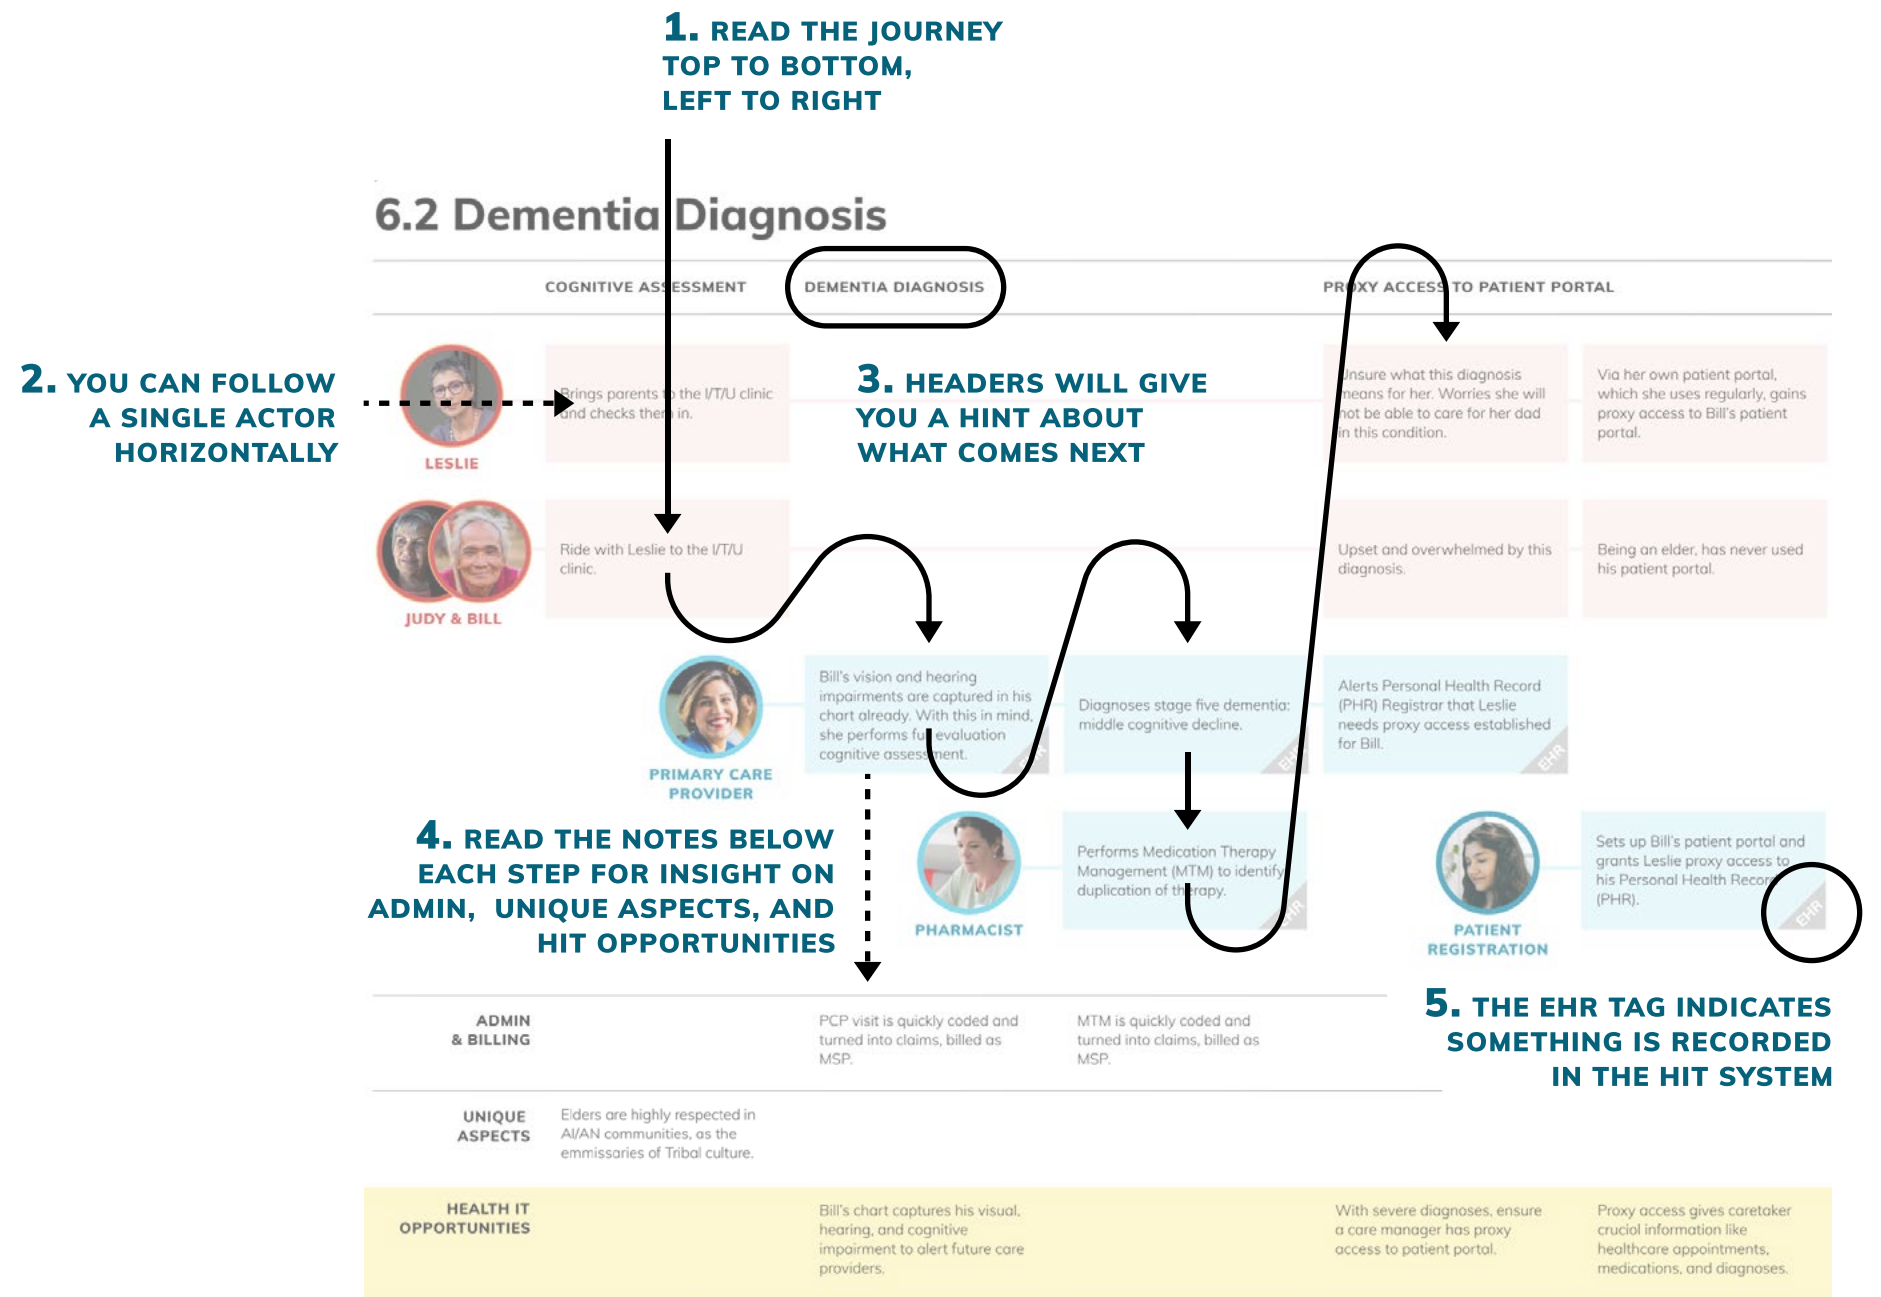 1. READ THE JOURNEY
TOP TO BOTTOM,
LEFT TO RIGHT
6.2 Dementia Diagnosis
COGNITIVE ASSESSMENT
DEMENTIA DIAGNOSIS
PROXY ACCESS TO PATIENT PORTAL
2. YOU CAN FOLLOW
A SINGLE ACTOR
HORIZONTALLY
LESLIE
Brings parents to the I/T/U clinic
and checks them in.
3. HEADERS WILL GIVE
YOU A HINT ABOUT
WHAT COMES NEXT
Unsure what this diagnosis
means for her. Worries she will
not be able to care for her dad
in this condition.
Via her own patient portal,
which she uses regularly, gains
proxy access to Bill's patient
portal.
JUDY & BILL
Ride with Leslie to the I/T/U
clinic.
Upset and overwhelmed by this
diagnosis.
Being an elder, has never used
his patient portal.
PRIMARY CARE
PROVIDER
Bill's vision and hearing
impairments are captured in his
chart already. With this in mind,
she performs full evaluation
cognitive assessment.
EHR
Diagnoses stage five dementia:
middle cognitive decline.
EHR
Alerts Personal Health Record
(PHR) Registrar that Leslie
needs proxy access established
for Bill.
EHR
4. READ THE NOTES BELOW
EACH STEP FOR INSIGHT ON
ADMIN, UNIQUE ASPECTS, AND
HIT OPPORTUNITIES
PHARMACIST
Performs Medication Therapy
Management (MTM) to identify
duplication of therapy.
EHR
PATIENT
REGISTRATION
Sets up Bill's patient portal and
grants Leslie proxy access to
his Personal Health Record
(PHR).
EHR
5. THE EHR TAG INDICATES
SOMETHING IS RECORDED
IN THE HIT SYSTEM
ADMIN
& BILLING
PCP visit is quickly coded and
turned into claims, billed as
MSP.
MTM is quickly coded and
turned into claims, billed as
MSP.
UNIQUE
ASPECTS
Elders are highly respected in
AI/AN communities, as the
emmissaries of Tribal culture.
HEALTH IT
OPPORTUNITIES
Bill's chart captures his visual,
hearing, and cognitive
impairment to alert future care
providers.
With severe diagnoses, ensure
a care manager has proxy
access to patient portal.
Proxy access gives caretaker
crucial information like
healthcare appointments,
medications, and diagnoses.